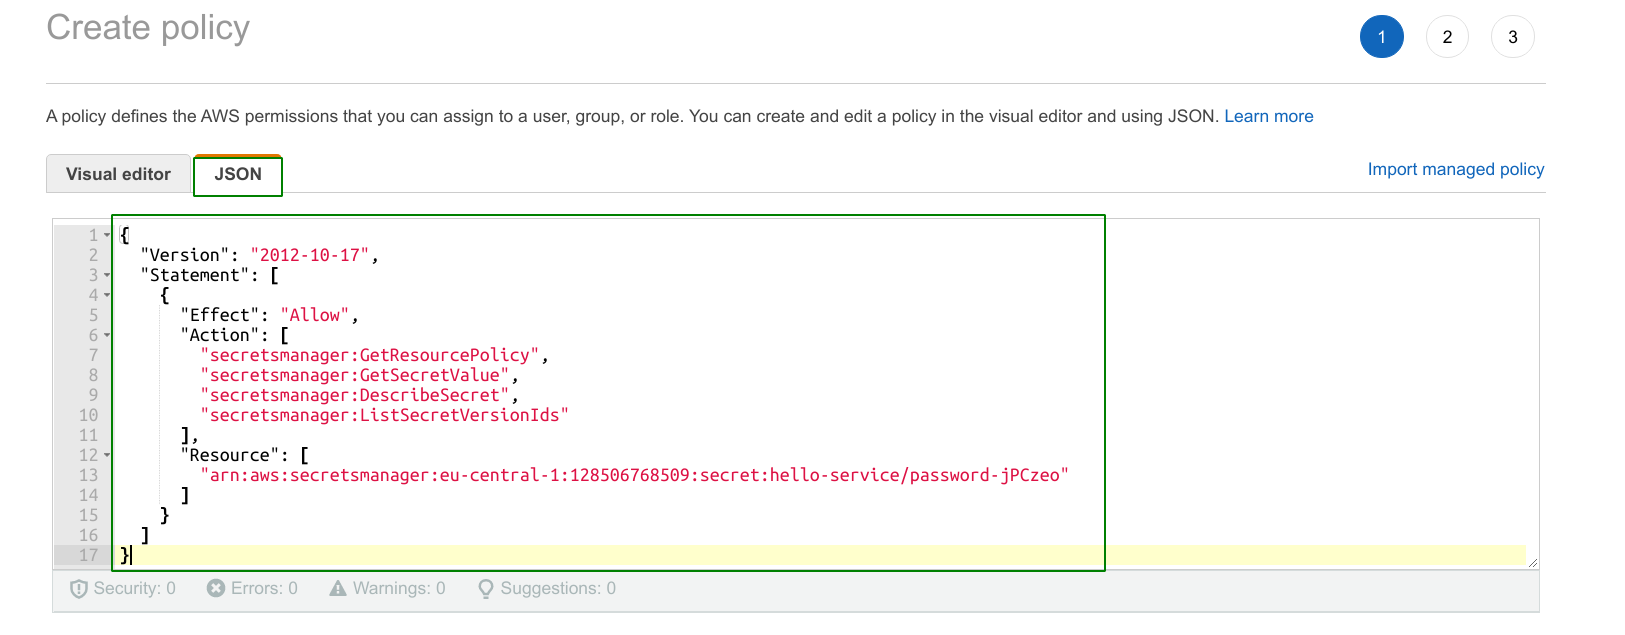 Create policy
1 2 3
A policy defines the AWS permissions that you can assign to a user, group, or role. You can create and edit a policy in the visual editor and using JSON. Learn more
Visual editor JSON Import managed policy
1 {
2   "Version": "2012-10-17",
3   "Statement": [
4     {
5       "Effect": "Allow",
6       "Action": [
7         "secretsmanager:GetResourcePolicy",
8         "secretsmanager:GetSecretValue",
9         "secretsmanager:DescribeSecret",
10         "secretsmanager:ListSecretVersionIds"
11       ],
12       "Resource": [
13         "arn:aws:secretsmanager:eu-central-1:128506768509:secret:hello-service/password-jPCzeo"
14       ]
15     }
16   ]
17 }
Security: 0 Errors: 0 Warnings: 0 Suggestions: 0